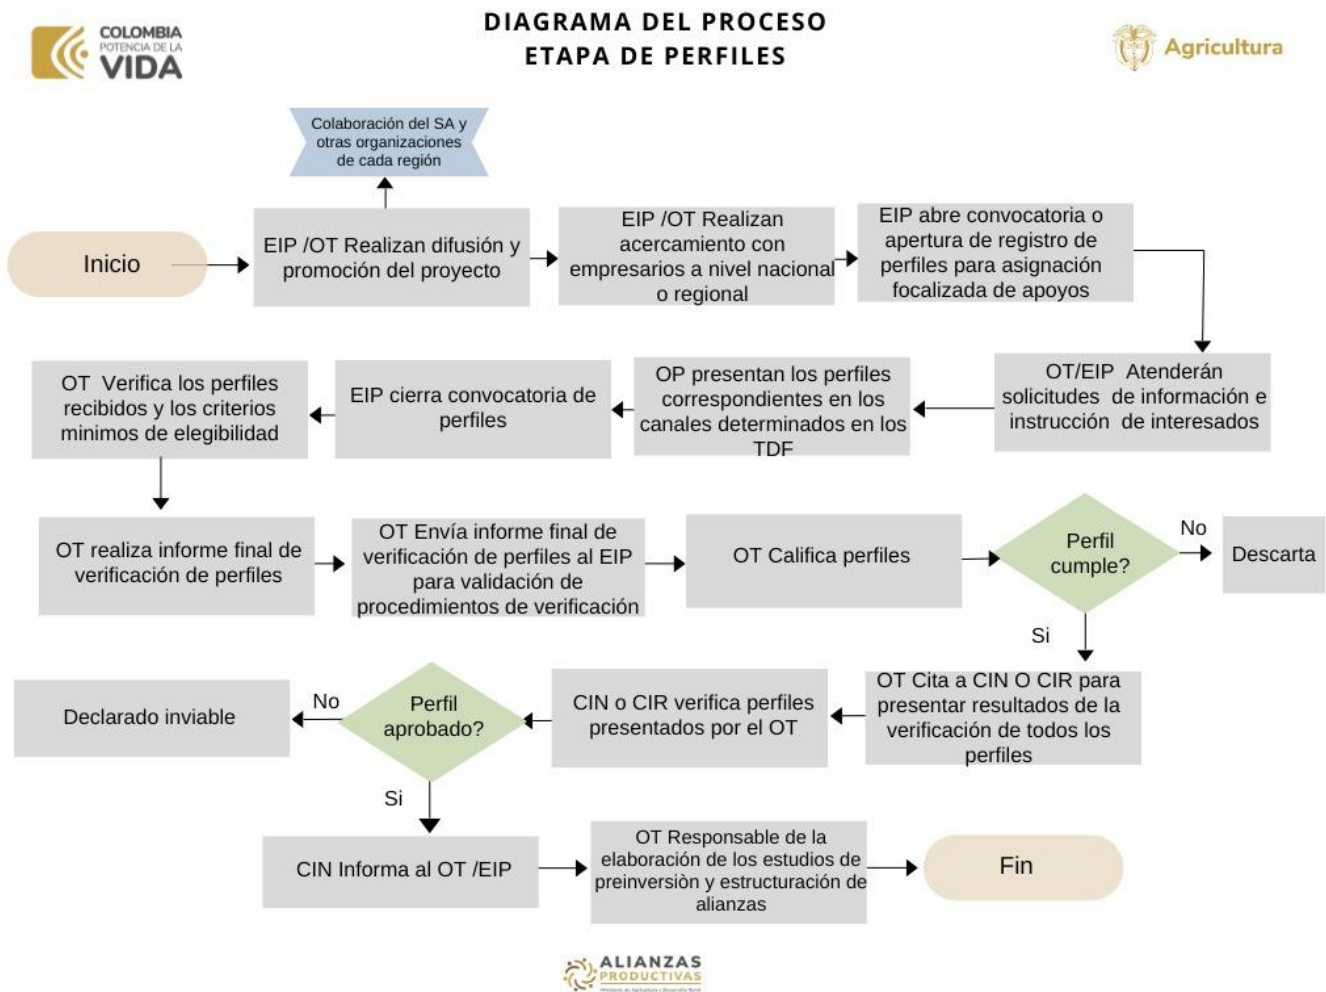 COLOMBIA
POTENCIA DE LA
VIDA
DIAGRAMA DEL PROCESO
ETAPA DE PERFILES
Agricultura
Colaboración del SA y
otras organizaciones
de cada región
Inicio
EIP /OT Realizan difusión y
promoción del proyecto
EIP /OT Realizan
acercamiento con
empresarios a nivel nacional
o regional
EIP abre convocatoria o
apertura de registro de
perfiles para asignación
focalizada de apoyos
OT/EIP Atenderán
solicitudes de información e
instrucción de interesados
OP presentan los perfiles
correspondientes en los
canales determinados en los
TDF
EIP cierra convocatoria de
perfiles
OT Verifica los perfiles
recibidos y los criterios
minimos de elegibilidad
OT realiza informe final de
verificación de perfiles
OT Envía informe final de
verificación de perfiles al EIP
para validación de
procedimientos de verificación
OT Califica perfiles
Perfil
cumple?
No
Descarta
Si
OT Cita a CIN O CIR para
presentar resultados de la
verificación de todos los
perfiles
CIN o CIR verifica perfiles
presentados por el OT
Perfil
aprobado?
No
Declarado inviable
Si
CIN Informa al OT /EIP
OT Responsable de la
elaboración de los estudios de
preinversiòn y estructuración de
alianzas
Fin
ALIANZAS
PRODUCTIVAS
Ministerio de Agricultura y Desarrollo Rural